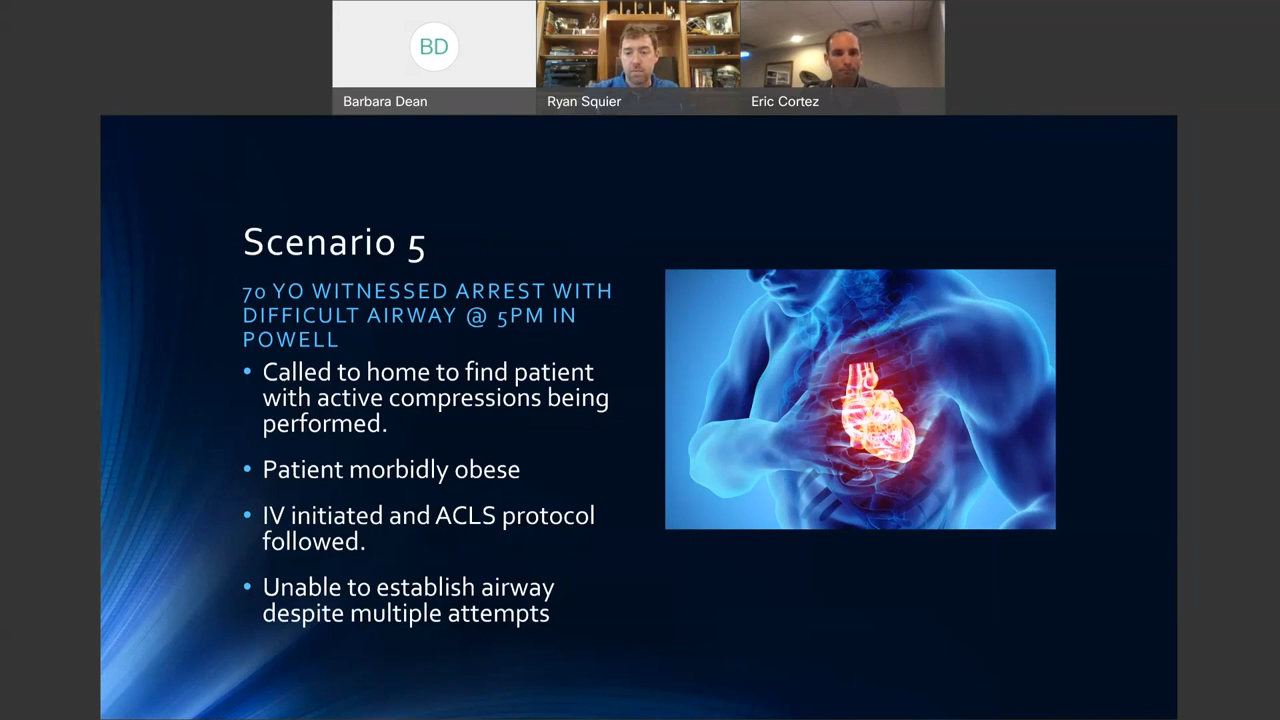 BD
Barbara Dean
Ryan Squier
Eric Cortez
Scenario 5
70 YO WITNESSED ARREST WITH
DIFFICULT AIRWAY @ 5PM IN
POWELL
• Called to home to find patient
with active compressions being
performed.
• Patient morbidly obese
• IV initiated and ACLS protocol
followed.
• Unable to establish airway
despite multiple attempts